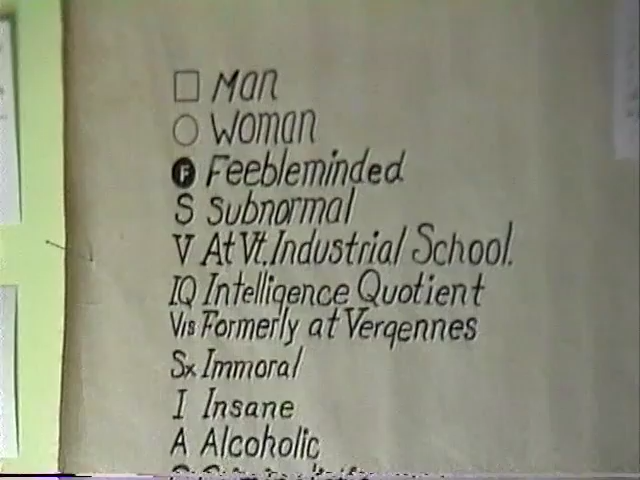 Man
Woman
F Feebleminded
S Subnormal
V At Vt. Industrial School.
IQ Intelligence Quotient
Vis Formerly at Vergennes
Sx Immoral
I Insane
A Alcoholic